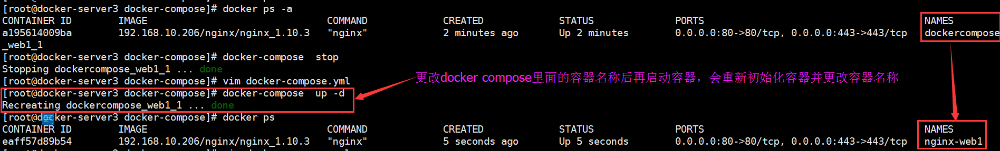 [root@docker-server3 docker-compose]# docker ps -a
CONTAINER ID IMAGE COMMAND CREATED STATUS PORTS NAMES
a195614009ba 192.168.10.206/nginx/nginx_1.10.3 "nginx" 2 minutes ago Up 2 minutes 0.0.0.0:80->80/tcp, 0.0.0.0:443->443/tcp dockercompose
_web1_1
[root@docker-server3 docker-compose]# docker-compose stop
Stopping dockercompose_web1_1 ... done
更改docker compose里面的容器名称后再启动容器，会重新初始化容器并更改容器名称
[root@docker-server3 docker-compose]# vim docker-compose.yml
[root@docker-server3 docker-compose]# docker-compose up -d
Recreating dockercompose_web1_1 ... done
[root@docker-server3 docker-compose]# docker ps
CONTAINER ID IMAGE COMMAND CREATED STATUS PORTS NAMES
eaff57d89b54 192.168.10.206/nginx/nginx_1.10.3 "nginx" 5 seconds ago Up 5 seconds 0.0.0.0:80->80/tcp, 0.0.0.0:443->443/tcp nginx-web1